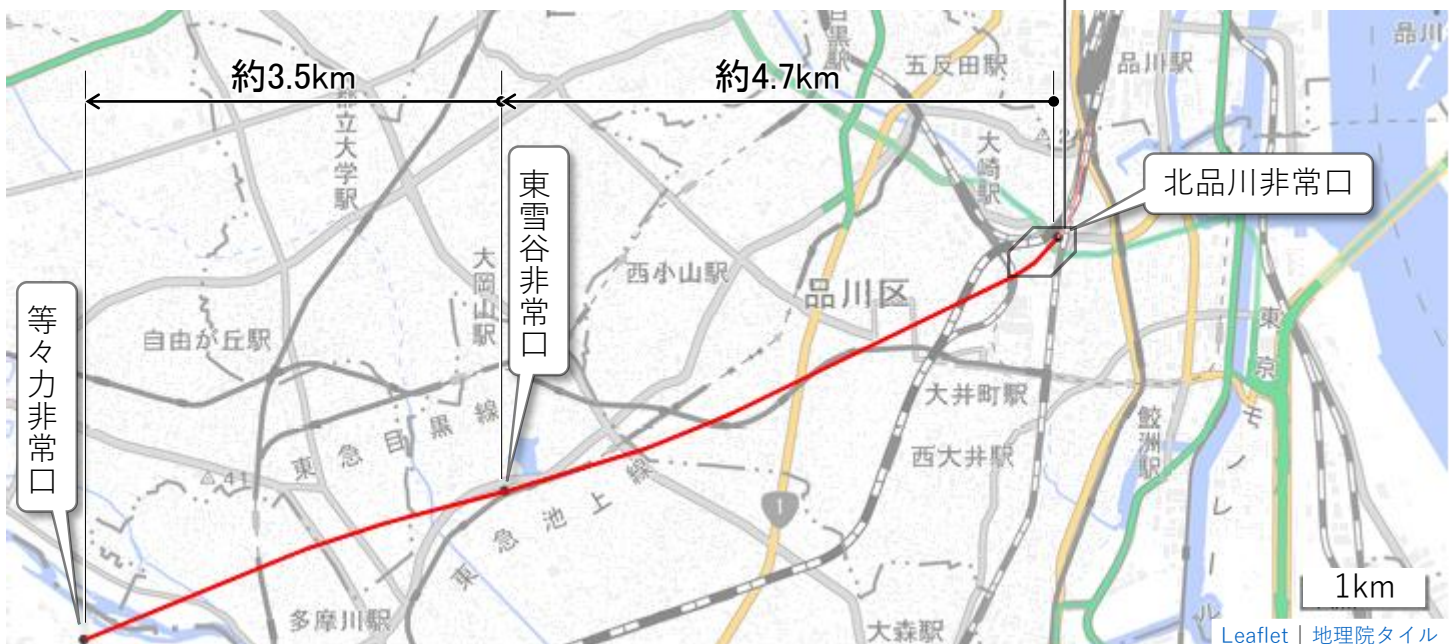 約3.5km
約4.7km
五反田駅
品川駅
品川
立大学駅
大崎駅
北品川非常口
東雪谷非常口
大岡山駅
西小山駅
品川区
等々力非常口
自由が丘駅
東京モノレール
大井町駅
鮫洲駅
東急目黒線
41
西大井駅
東急池上線
1
多摩川駅
大森駅
1km
Leaflet | 地理院タイル